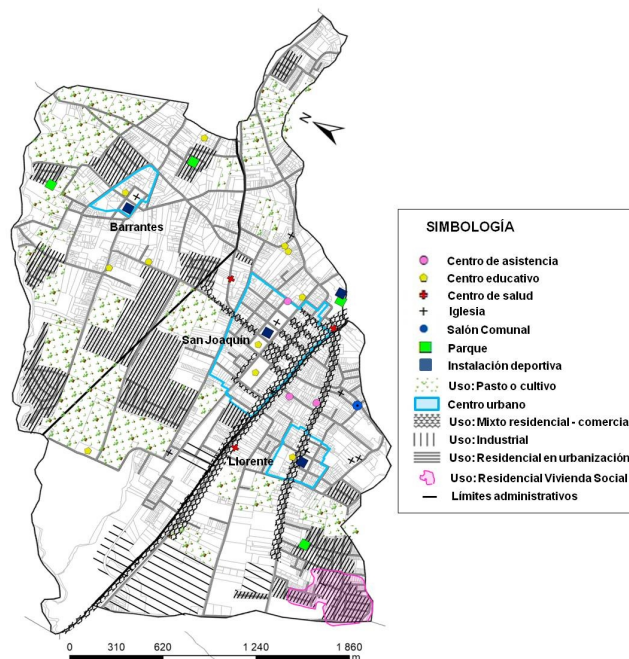 N
Barrantes
San Joaquín
Llorente
0 310 620 1 240 1 860
m
SIMBOLOGÍA
Centro de asistencia
Centro educativo
Centro de salud
Iglesia
Salón Comunal
Parque
Instalación deportiva
Uso: Pasto o cultivo
Centro urbano
Uso: Mixto residencial - comercia
Uso: Industrial
Uso: Residencial en urbanización
Uso: Residencial Vivienda Social
Límites administrativos